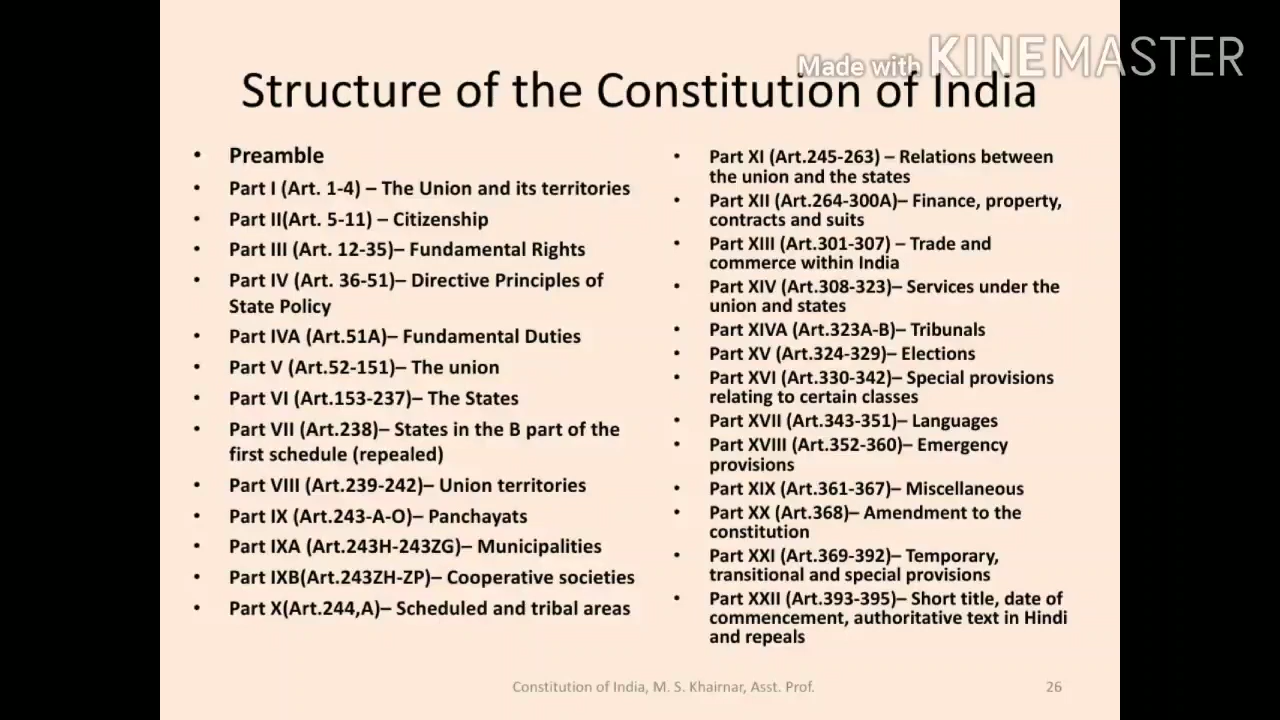 Made with KINEMASTER
Structure of the Constitution of India
• Preamble
• Part I (Art. 1-4) – The Union and its territories
• Part II(Art. 5-11) – Citizenship
• Part III (Art. 12-35)– Fundamental Rights
• Part IV (Art. 36-51)– Directive Principles of
State Policy
• Part IVA (Art.51A)– Fundamental Duties
• Part V (Art.52-151)– The union
• Part VI (Art.153-237)– The States
• Part VII (Art.238)– States in the B part of the
first schedule (repealed)
• Part VIII (Art.239-242)– Union territories
• Part IX (Art.243-A-O)– Panchayats
• Part IXA (Art.243H-243ZG)– Municipalities
• Part IXB(Art.243ZH-ZP)– Cooperative societies
• Part X(Art.244,A)– Scheduled and tribal areas
• Part XI (Art.245-263) – Relations between
the union and the states
• Part XII (Art.264-300A)– Finance, property,
contracts and suits
• Part XIII (Art.301-307) – Trade and
commerce within India
• Part XIV (Art.308-323)– Services under the
union and states
• Part XIVA (Art.323A-B)– Tribunals
• Part XV (Art.324-329)– Elections
• Part XVI (Art.330-342)– Special provisions
relating to certain classes
• Part XVII (Art.343-351)– Languages
• Part XVIII (Art.352-360)– Emergency
provisions
• Part XIX (Art.361-367)– Miscellaneous
• Part XX (Art.368)– Amendment to the
constitution
• Part XXI (Art.369-392)– Temporary,
transitional and special provisions
• Part XXII (Art.393-395)– Short title, date of
commencement, authoritative text in Hindi
and repeals
Constitution of India, M. S. Khairnar, Asst. Prof.
26